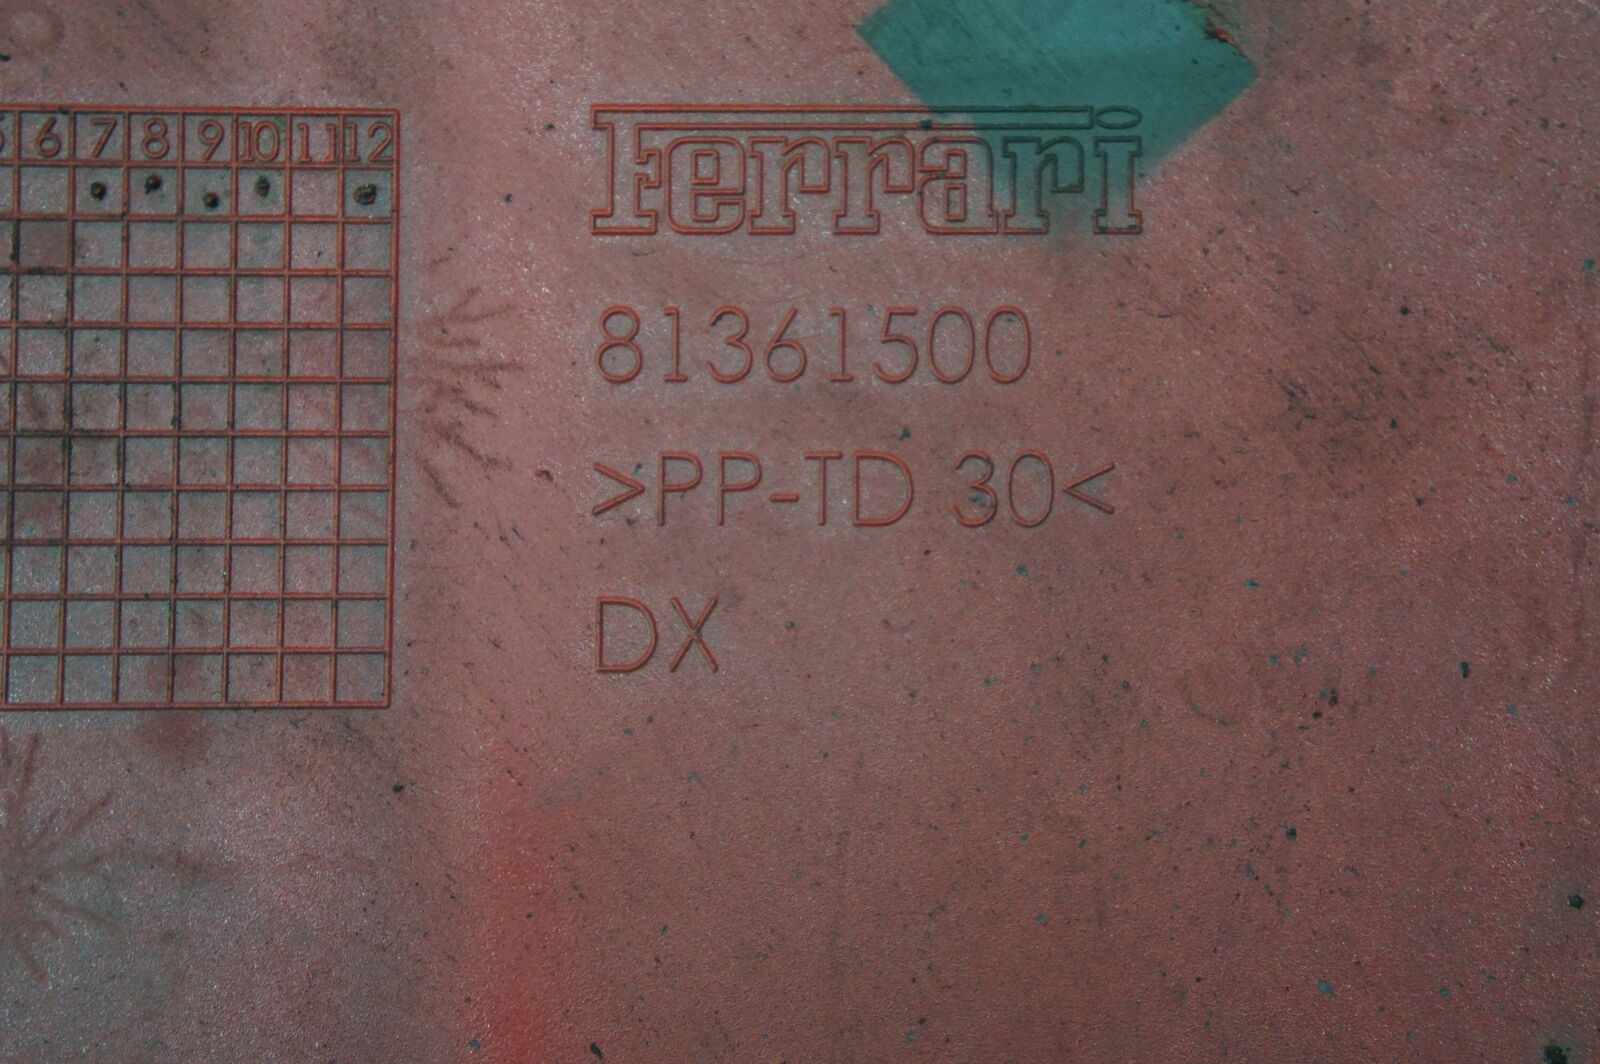 6 7 8 9 10 11 12
Ferrari
81361500
>PP-TD 30<
DX